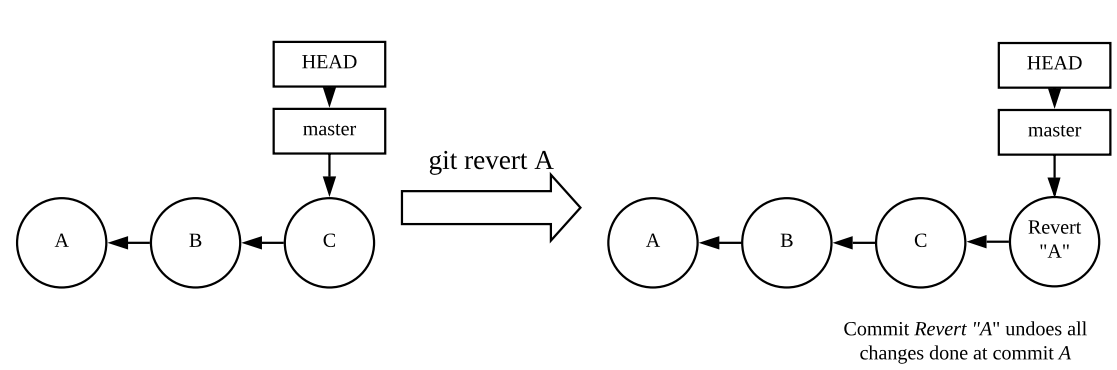 HEAD
master
A
B
C
git revert A
HEAD
master
A
B
C
Revert
"A"
Commit Revert "A" undoes all
changes done at commit A